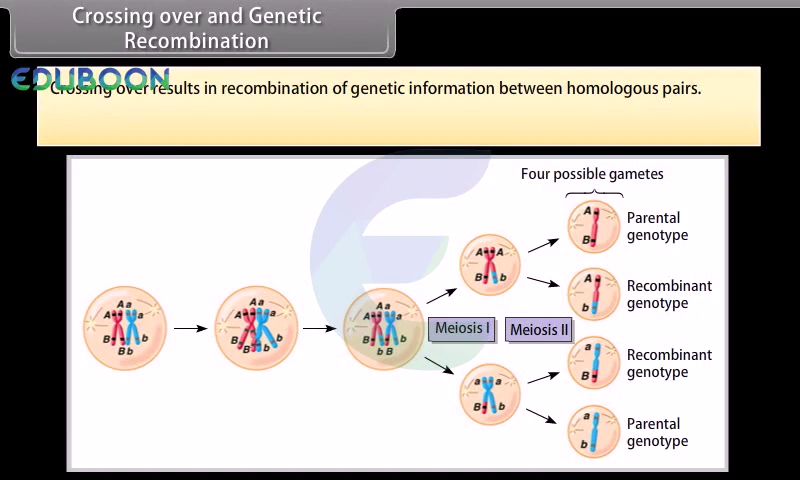 Crossing over and Genetic
Recombination
EDUBOON
Crossing over results in recombination of genetic information between homologous pairs.
Four possible gametes
A
B
Parental
genotype
A A
B b
A
b
Recombinant
genotype
A a
A a
B b
B b
A a
A a
B b
B b
A a
A a
B b
b B
Meiosis I
Meiosis II
a
B
Recombinant
genotype
a a
B b
a
b
Parental
genotype